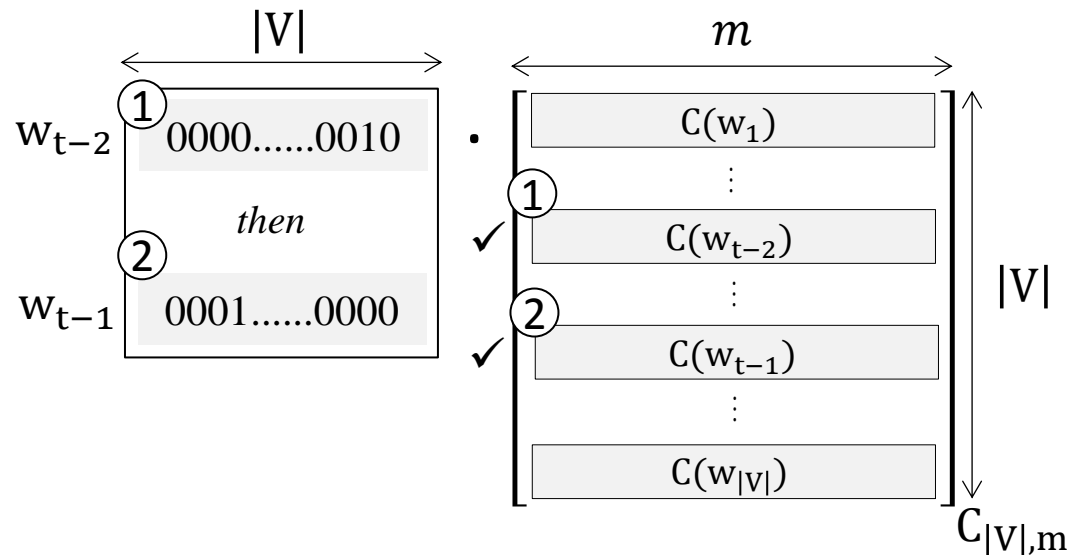 |V|
m
①
w_{t−2}
0000......0010
.
C(w_1)
⋮
①
then
✓
C(w_{t−2})
②
⋮
|V|
w_{t−1}
0001......0000
②
✓
C(w_{t−1})
⋮
C(w_{|V|})
C_{|V|,m}